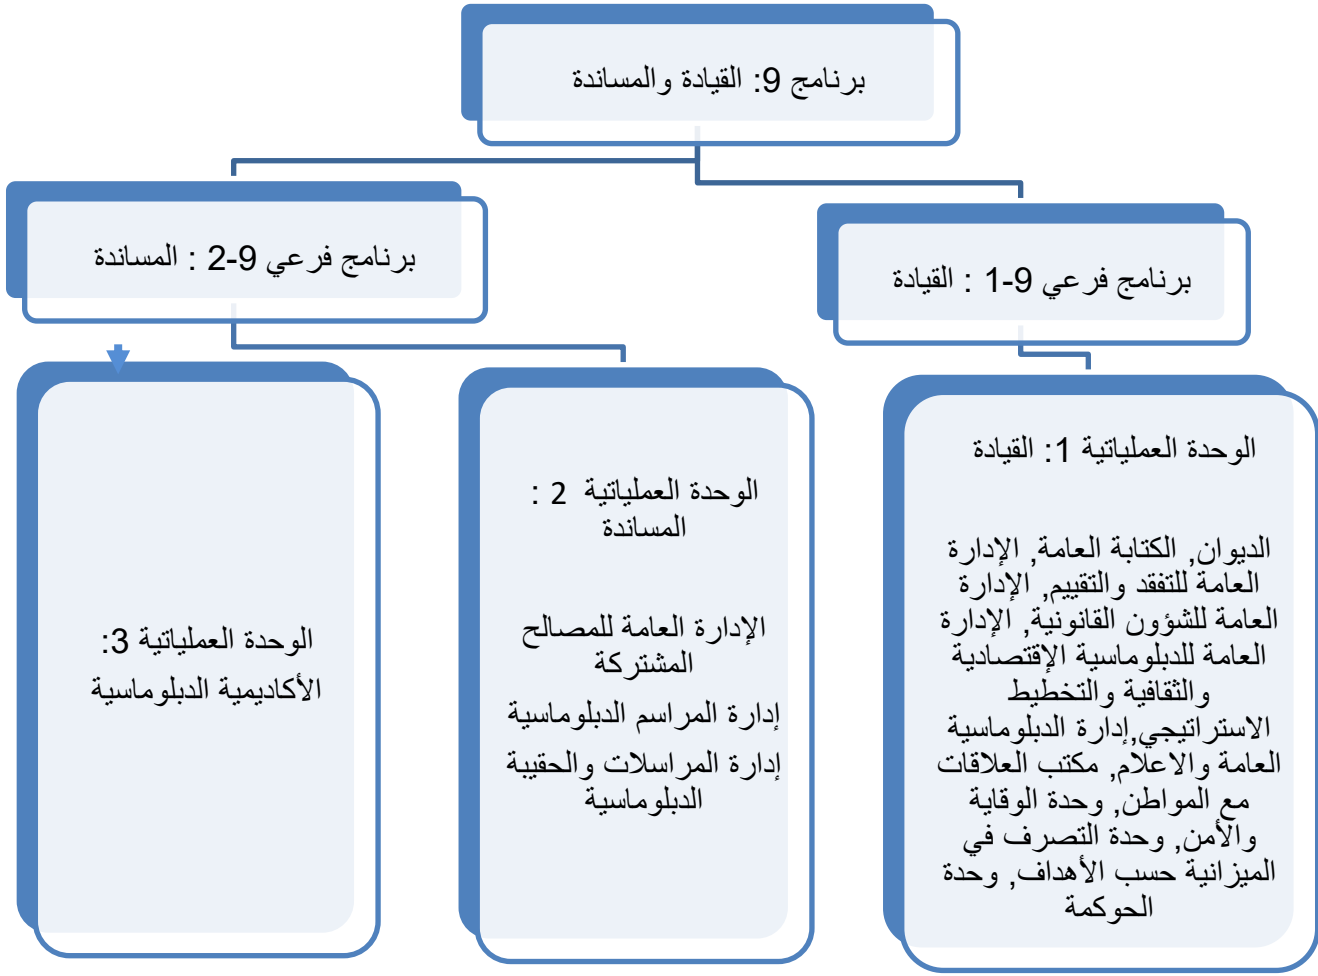 برنامج 9: القيادة والمساندة
برنامج فرعي 9-1 : القيادة
برنامج فرعي 9-2 : المساندة
الوحدة العملياتية 1: القيادة
الديوان, الكتابة العامة, الإدارة
العامة للتفقد والتقييم, الإدارة
العامة للشؤون القانونية, الإدارة
العامة للدبلوماسية الإقتصادية
والثقافية والتخطيط
الاستراتيجي,إدارة الدبلوماسية
العامة والاعلام, مكتب العلاقات
مع المواطن, وحدة الوقاية
والأمن, وحدة التصرف في
الميزانية حسب الأهداف, وحدة
الحوكمة
الوحدة العملياتية 2 :
المساندة
الإدارة العامة للمصالح
المشتركة
إدارة المراسم الدبلوماسية
إدارة المراسلات والحقيبة
الدبلوماسية
الوحدة العملياتية 3:
الأكاديمية الدبلوماسية